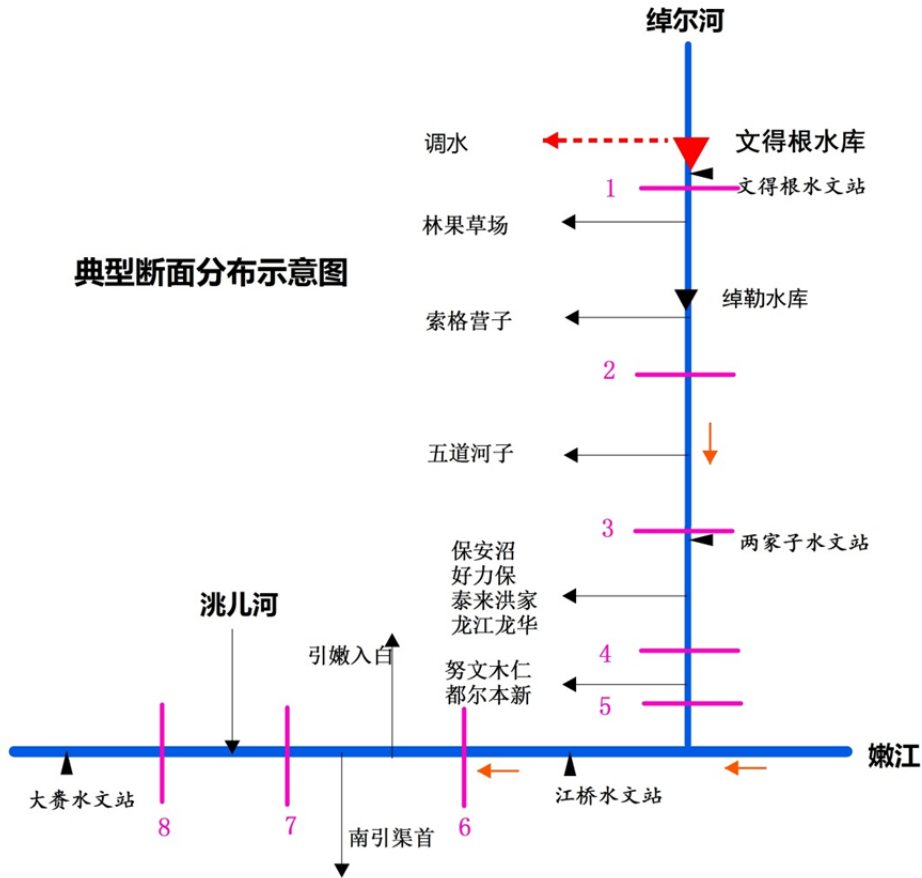 绰尔河
调水
文得根水库
文得根水文站
1
林果草场
典型断面分布示意图
绰勒水库
索格营子
2
五道河子
3
两家子水文站
保安沼
好力保
泰来洪家
龙江龙华
洮儿河
引嫩入白
4
努文木仁
都尔本新
5
嫩江
大赉水文站
江桥水文站
8
7
南引渠首
6